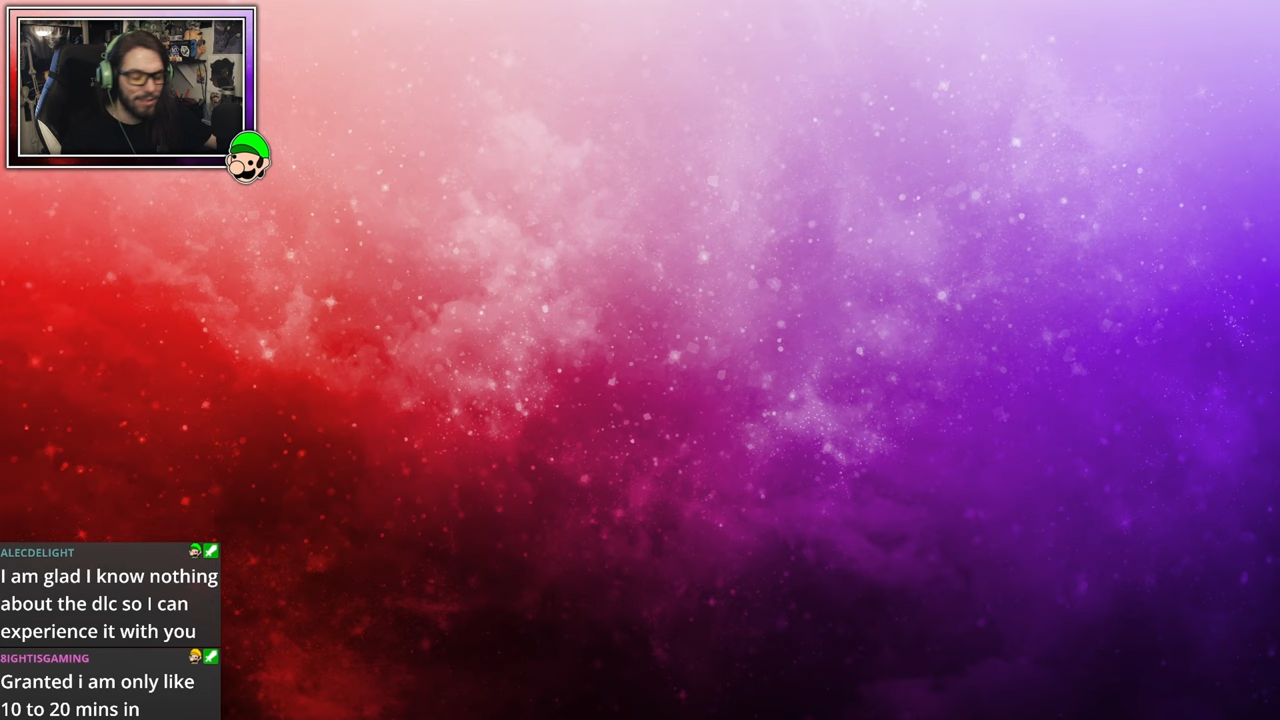 ALECDELIGHT
I am glad I know nothing
about the dlc so I can
experience it with you
8IGHTISGAMING
Granted i am only like
10 to 20 mins in